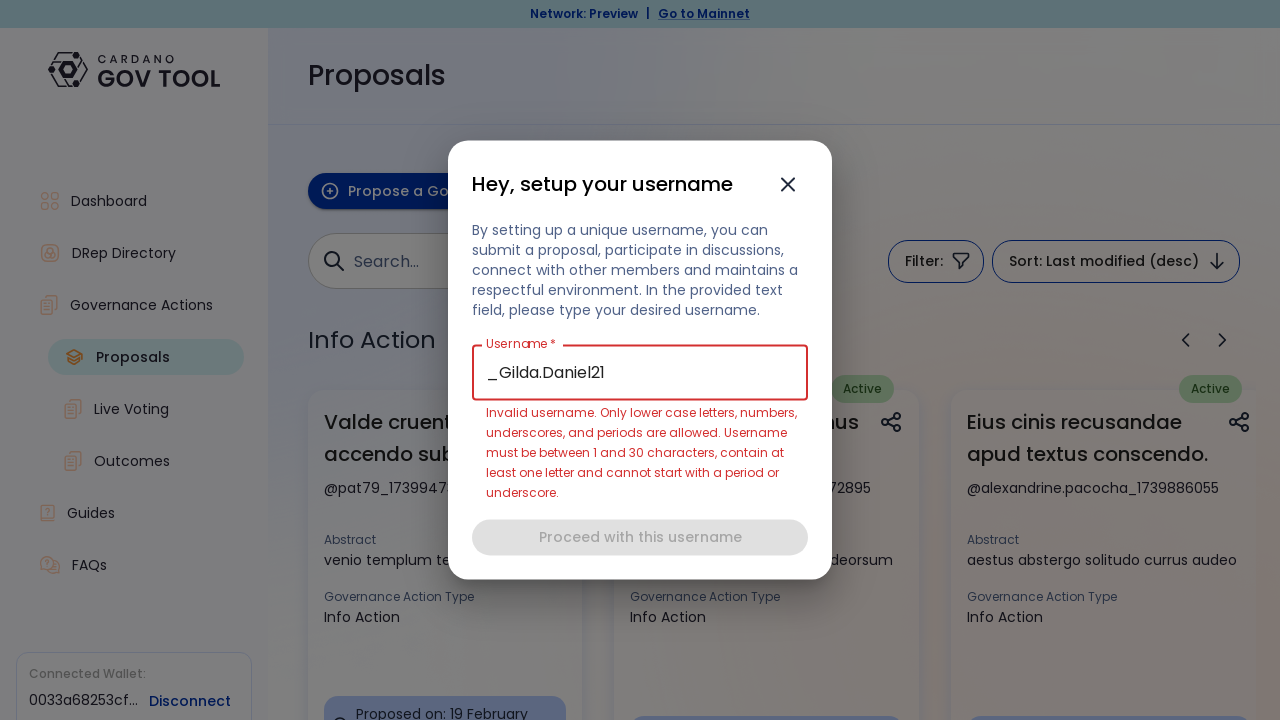 Network: Preview | Go to Mainnet
CARDANO
GOV TOOL
Proposals
Dashboard
DRep Directory
Governance Actions
Proposals
Live Voting
Outcomes
Guides
FAQs
Connected Wallet:
0033a68253cf... Disconnect
Propose a Go
Search...
Filter:
Sort: Last modified (desc)
Info Action
Hey, setup your username
By setting up a unique username, you can
submit a proposal, participate in discussions,
connect with other members and maintains a
respectful environment. In the provided text
field, please type your desired username.
Username *
_Gilda.Daniel21
Invalid username. Only lower case letters, numbers,
underscores, and periods are allowed. Username
must be between 1 and 30 characters, contain at
least one letter and cannot start with a period or
underscore.
Proceed with this username
Valde cruent
accendo sub
@pat79_1739947
Abstract
venio templum te
Governance Action Type
Info Action
Proposed on: 19 February
Active
nus
72895
deorsum
Governance Action Type
Info Action
Active
Eius cinis recusandae
apud textus conscendo.
@alexandrine.pacocha_1739886055
Abstract
aestus abstergo solitudo currus audeo
Governance Action Type
Info Action